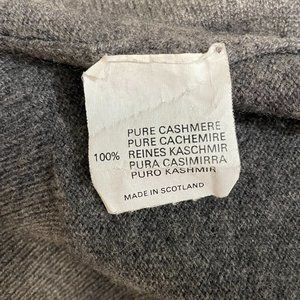 PURE CASHMERE
PURE CACHEMIRE
100% REINES KASCHMIR
PURA CASIMIRRA
PURO KASHMIR
MADE IN SCOTLAND